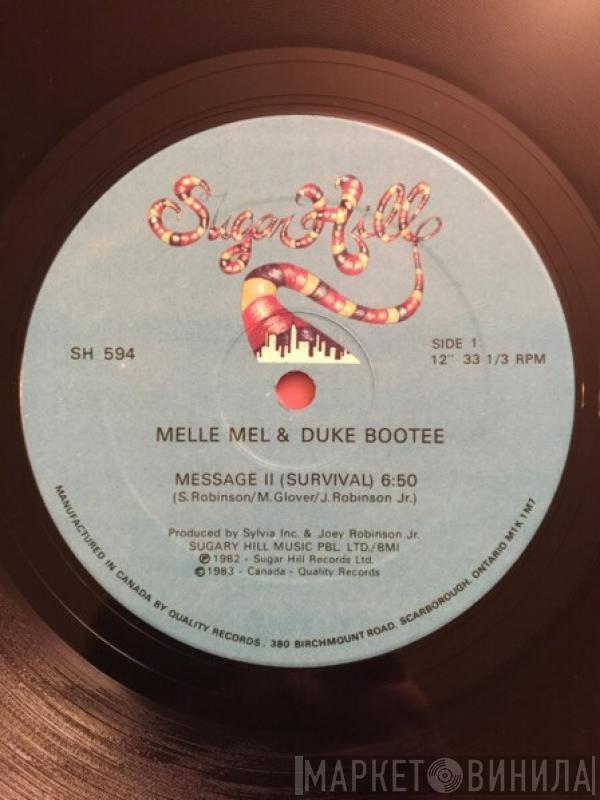 Sugar Hill
SH 594
SIDE 1
12" 33 1/3 RPM
MELLE MEL & DUKE BOOTEE
MESSAGE II (SURVIVAL) 6:50
(S. Robinson/M. Glover/J. Robinson Jr.)
Produced by Sylvia Inc. & Joey Robinson Jr.
SUGARY HILL MUSIC PBL. LTD./BMI
℗1982 - Sugar Hill Records Ltd.
©1983 - Canada - Quality Records
MANUFACTURED IN CANADA BY QUALITY RECORDS. 380 BIRCHMOUNT ROAD, SCARBOROUGH, ONTARIO M1K 1M7
МАРКЕТ ВИНИЛА